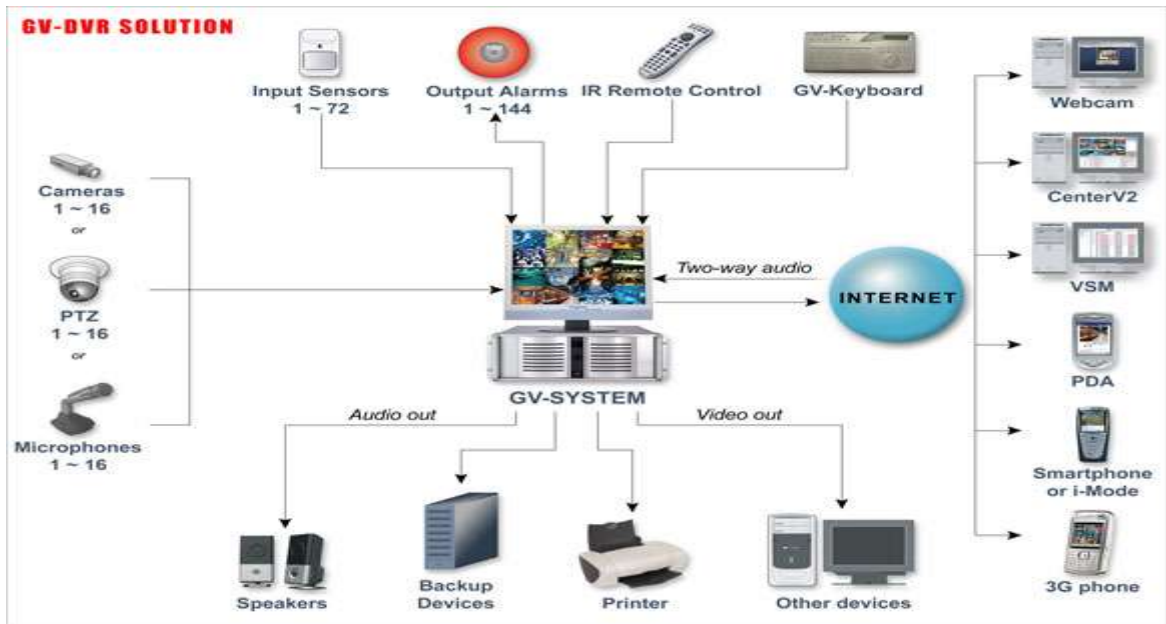 GV-DVR SOLUTION
Input Sensors
1 ~ 72
Output Alarms
1 ~ 144
IR Remote Control
GV-Keyboard
Cameras
1 ~ 16
or
PTZ
1 ~ 16
or
Microphones
1 ~ 16
Two-way audio
INTERNET
GV-SYSTEM
Audio out
Video out
Speakers
Backup
Devices
Printer
Other devices
Webcam
CenterV2
VSM
PDA
Smartphone
or i-Mode
3G phone